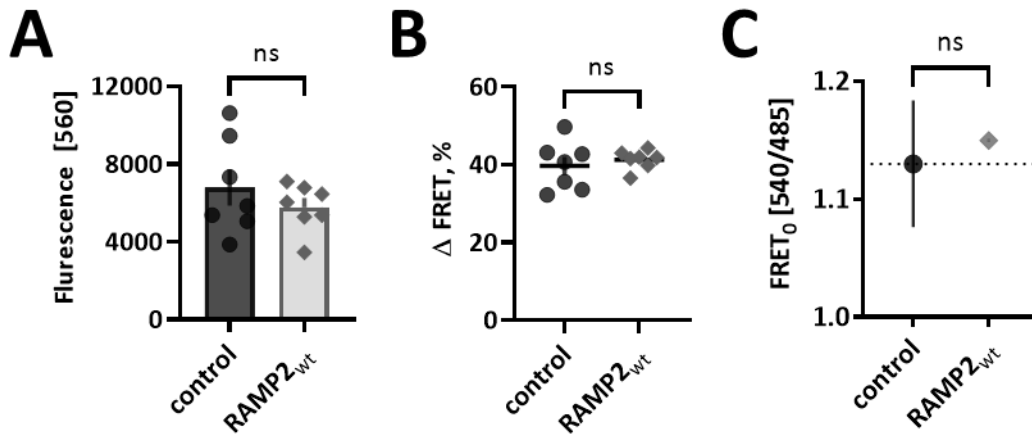 A
B
C
ns
ns
ns
Flurescence [560]
12000
8000
4000
0
control
RAMP2wt
Δ FRET, %
60
40
20
0
control
RAMP2wt
FRET0 [540/485]
1.2
1.1
1.0
control
RAMP2wt